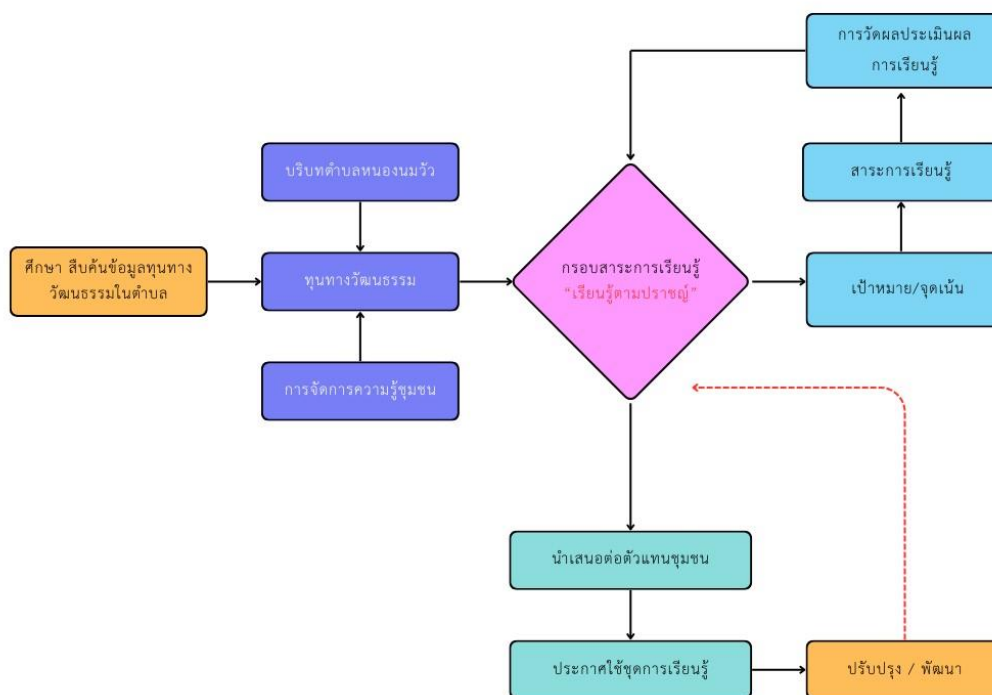 การวัดผลประเมินผล
การเรียนรู้
บริบทตำบลหนองนมวัว
สาระการเรียนรู้
ศึกษา สืบค้นข้อมูลทุนทาง
วัฒนธรรมในตำบล
ทุนทางวัฒนธรรม
กรอบสาระการเรียนรู้
“เรียนรู้ตามปราชญ์”
เป้าหมาย/จุดเน้น
การจัดการความรู้ชุมชน
นำเสนอต่อตัวแทนชุมชน
ประกาศใช้ชุดการเรียนรู้
ปรับปรุง / พัฒนา